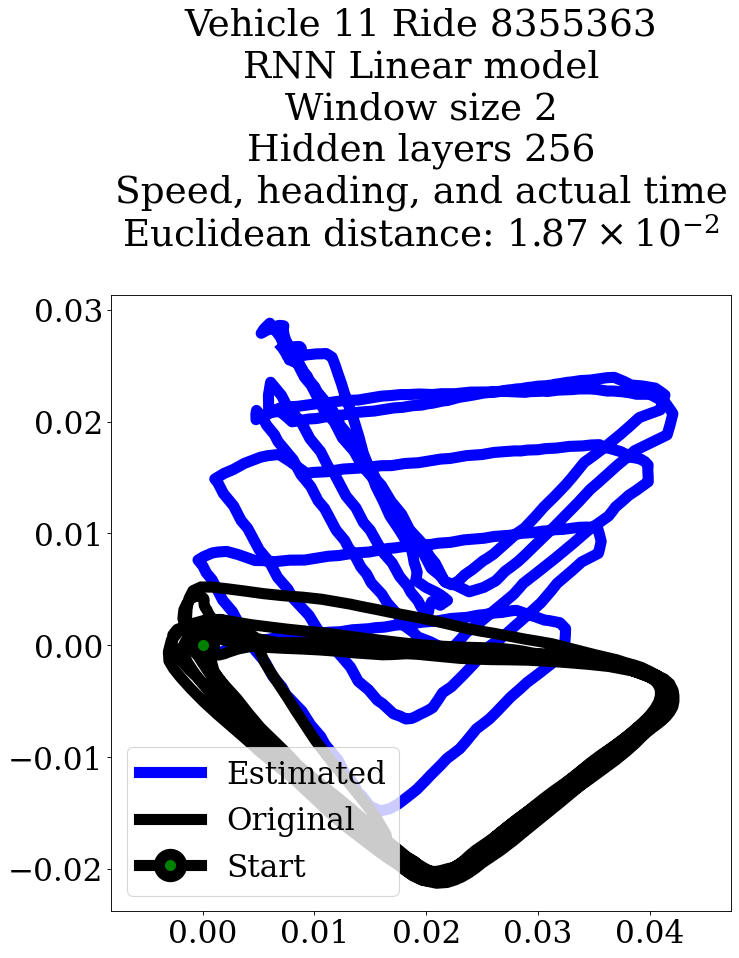 Vehicle 11 Ride 8355363
RNN Linear model
Window size 2
Hidden layers 256
Speed, heading, and actual time
Euclidean distance: 1.87 × 10⁻²
0.03
0.02
0.01
0.00
−0.01
−0.02
Estimated
Original
Start
0.00 0.01 0.02 0.03 0.04